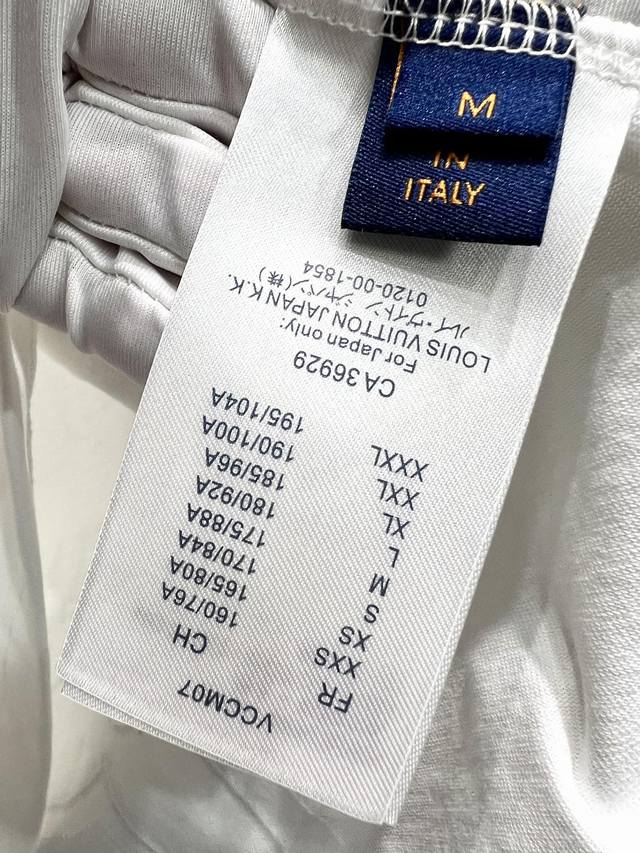 M
IN
ITALY
VCCM07
FR CH
XXS 160/76A
XS 165/80A
S 170/84A
M 175/88A
L 180/92A
XL 185/96A
XXL 190/100A
XXXL 195/104A
CA 36929
For Japan only:
LOUIS VUITTON JAPAN K.K.
ルイ・ヴィトン ジャパン(株)
0120-00-1854